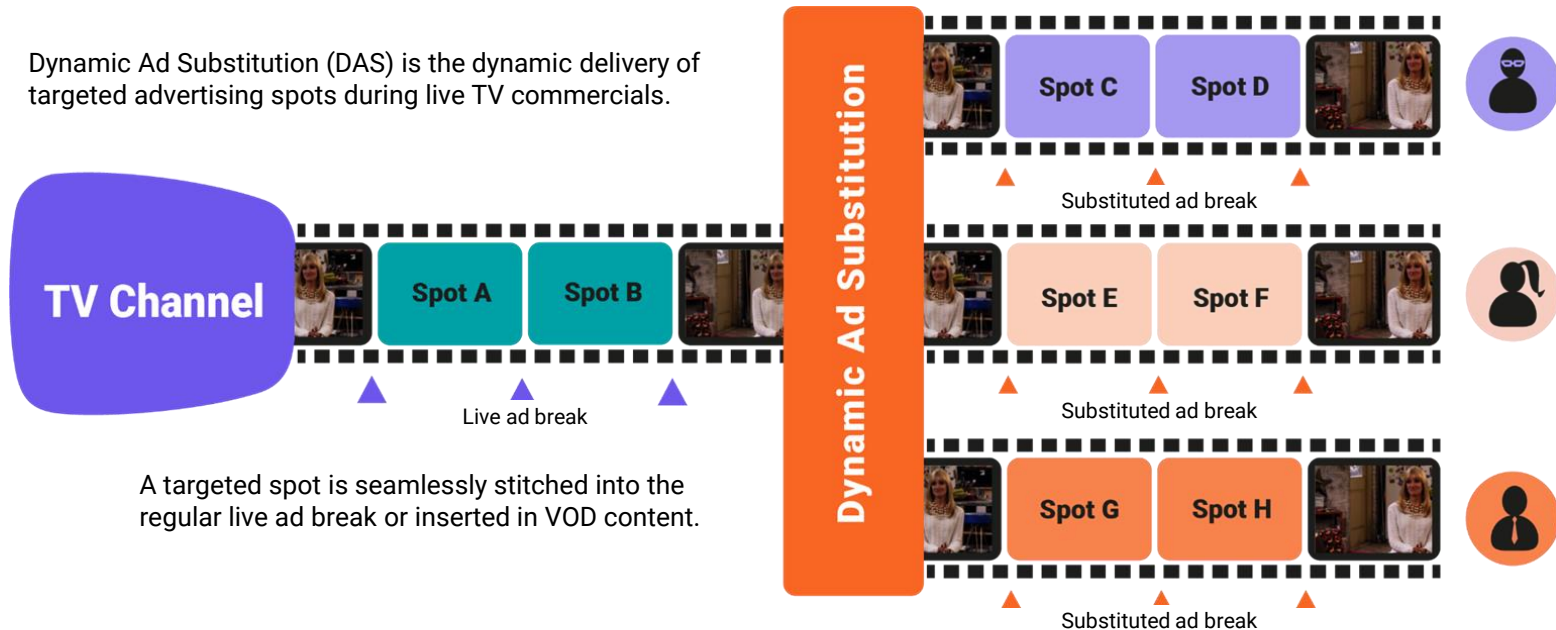 Dynamic Ad Substitution (DAS) is the dynamic delivery of
targeted advertising spots during live TV commercials.
TV Channel
Spot A
Spot B
Live ad break
A targeted spot is seamlessly stitched into the
regular live ad break or inserted in VOD content.
Dynamic Ad Substitution
Spot C
Spot D
Substituted ad break
Spot E
Spot F
Substituted ad break
Spot G
Spot H
Substituted ad break